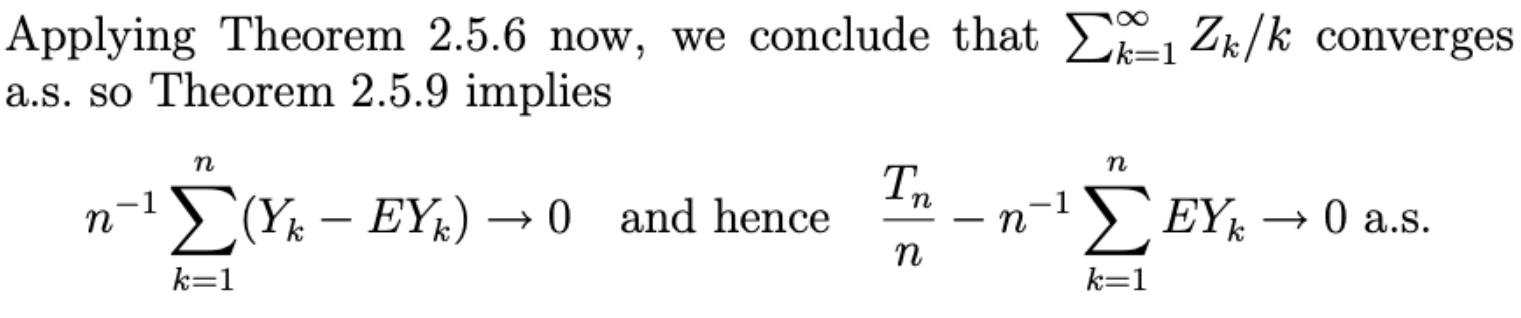 Applying Theorem 2.5.6 now, we conclude that $\sum_{k=1}^{\infty} Z_k/k$ converges
a.s. so Theorem 2.5.9 implies
$n^{-1} \sum_{k=1}^{n} (Y_k - EY_k) \to 0$ and hence $\frac{T_n}{n} - n^{-1} \sum_{k=1}^{n} EY_k \to 0$ a.s.